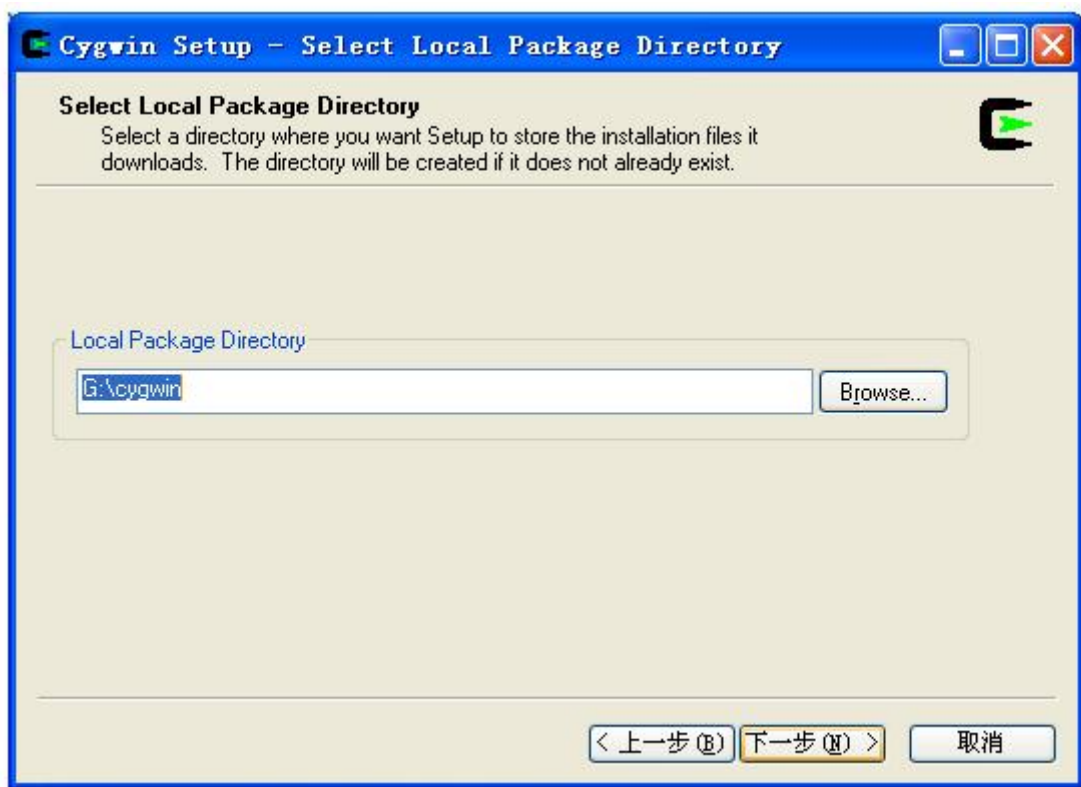 Cygwin Setup - Select Local Package Directory
Select Local Package Directory
Select a directory where you want Setup to store the installation files it
downloads.  The directory will be created if it does not already exist.
Local Package Directory
G:\cygwin
Browse...
< 上一步(B)
下一步(N) >
取消